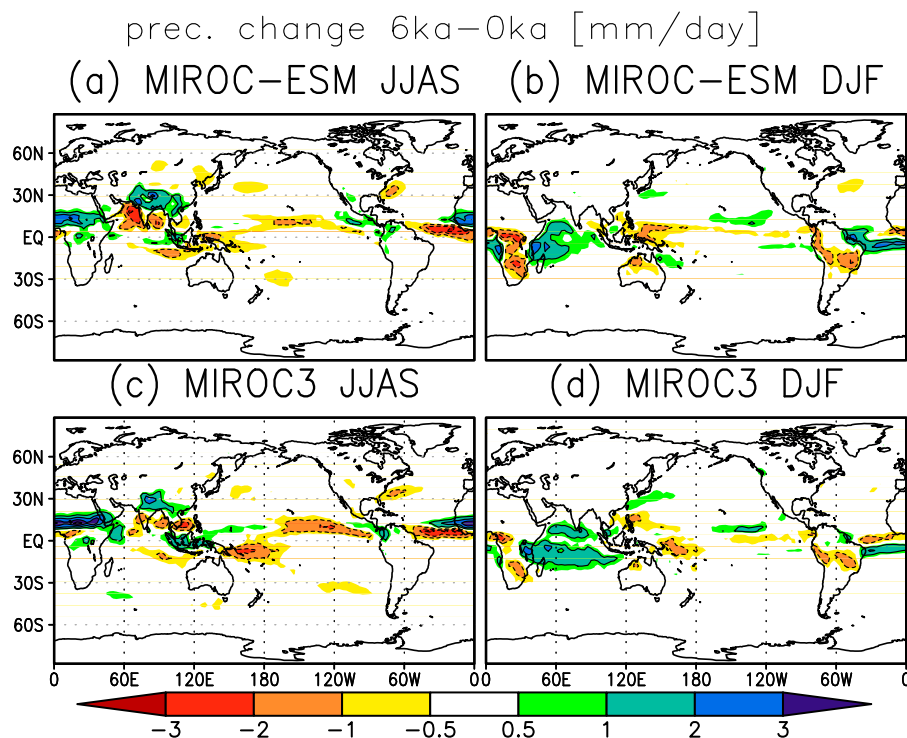 prec. change 6ka−0ka [mm/day]
(a) MIROC−ESM JJAS
(b) MIROC−ESM DJF
60N
30N
EQ
30S
60S
(c) MIROC3 JJAS
(d) MIROC3 DJF
60N
30N
EQ
30S
60S
0 60E 120E 180 120W 60W 0 60E 120E 180 120W 60W 0
−3 −2 −1 −0.5 0.5 1 2 3